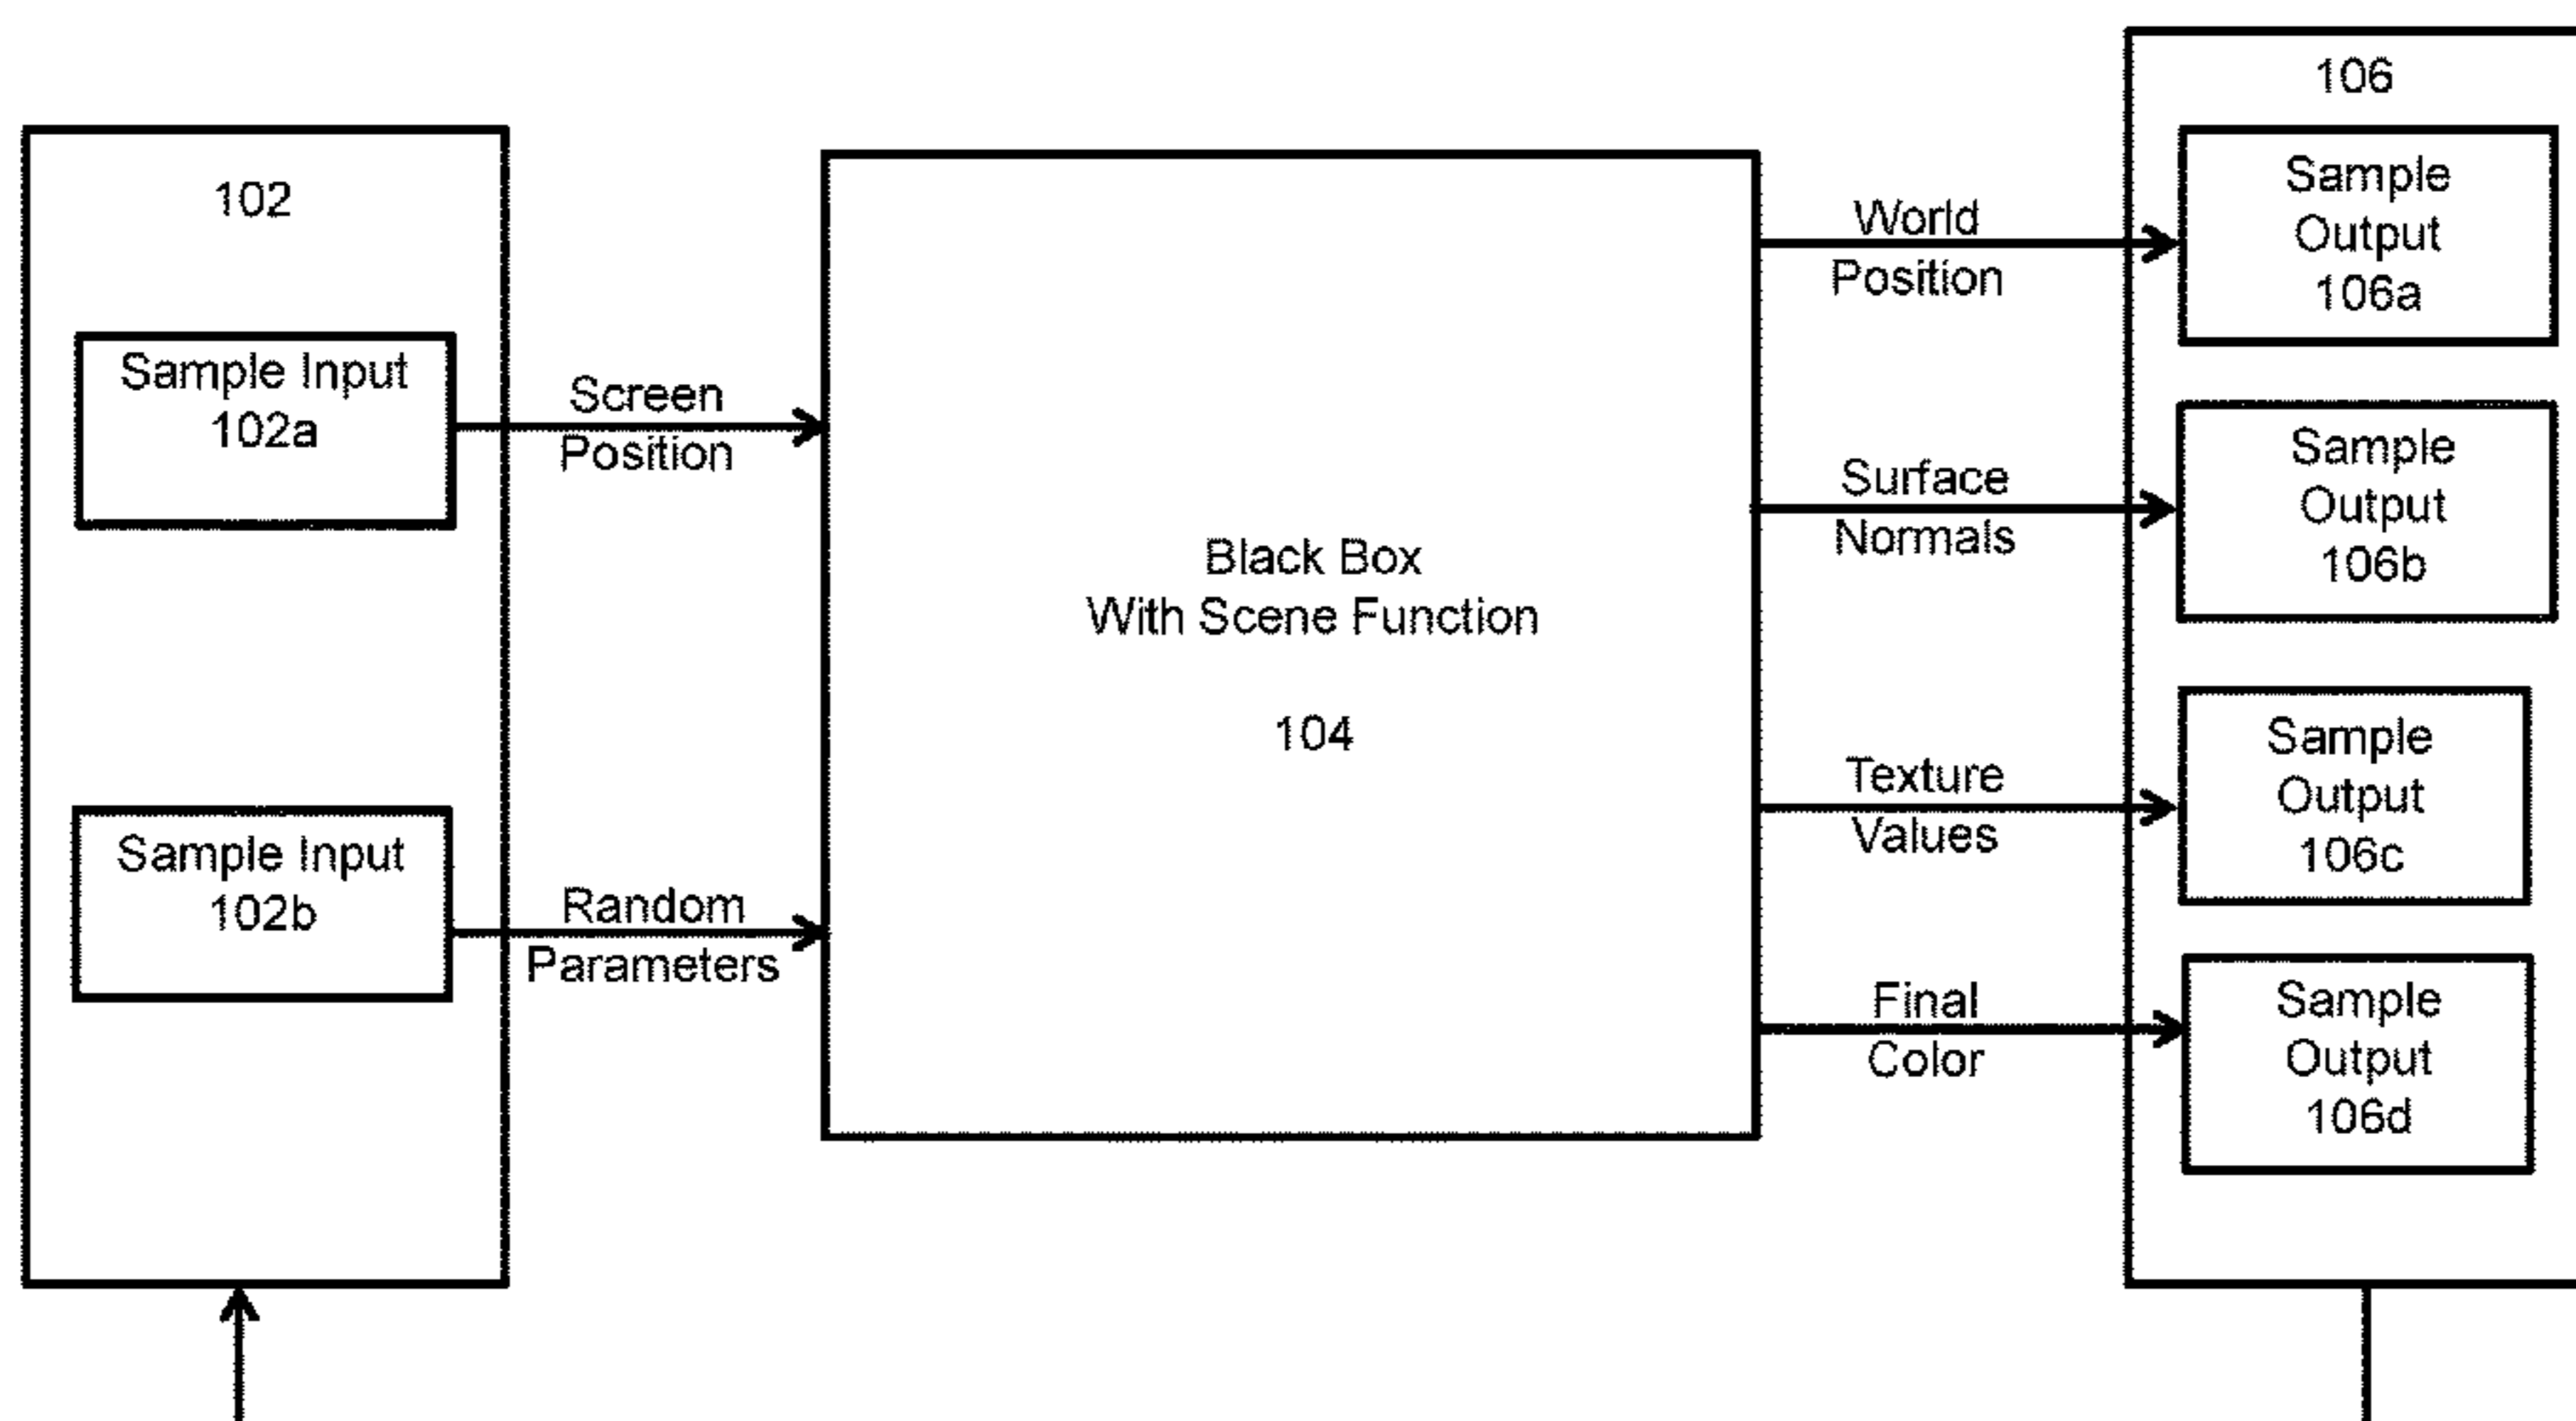 102
Sample Input
102a
Screen
Position
Sample Input
102b
Random
Parameters
Black Box
With Scene Function
104
World
Position
Surface
Normals
Texture
Values
Final
Color
106
Sample
Output
106a
Sample
Output
106b
Sample
Output
106c
Sample
Output
106d